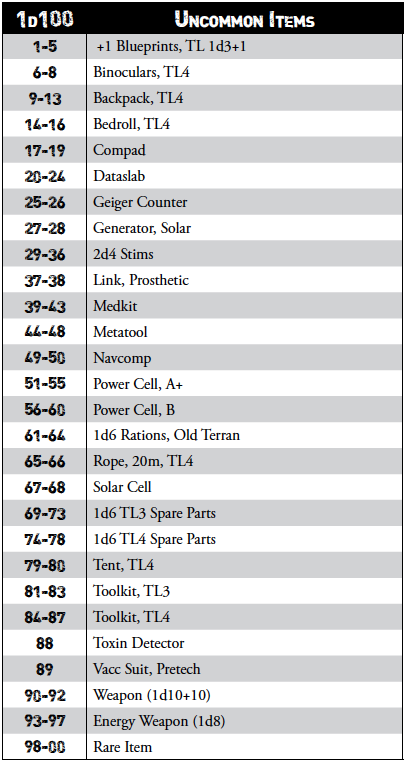 1D100 Uncommon Items
1-5 +1 Blueprints, TL 1d3+1
6-8 Binoculars, TL4
9-13 Backpack, TL4
14-16 Bedroll, TL4
17-19 Compad
20-24 Dataslab
25-26 Geiger Counter
27-28 Generator, Solar
29-36 2d4 Stims
37-38 Link, Prosthetic
39-43 Medkit
44-48 Metatool
49-50 Navcomp
51-55 Power Cell, A+
56-60 Power Cell, B
61-64 1d6 Rations, Old Terran
65-66 Rope, 20m, TL4
67-68 Solar Cell
69-73 1d6 TL3 Spare Parts
74-78 1d6 TL4 Spare Parts
79-80 Tent, TL4
81-83 Toolkit, TL3
84-87 Toolkit, TL4
88 Toxin Detector
89 Vacc Suit, Pretech
90-92 Weapon (1d10+10)
93-97 Energy Weapon (1d8)
98-00 Rare Item